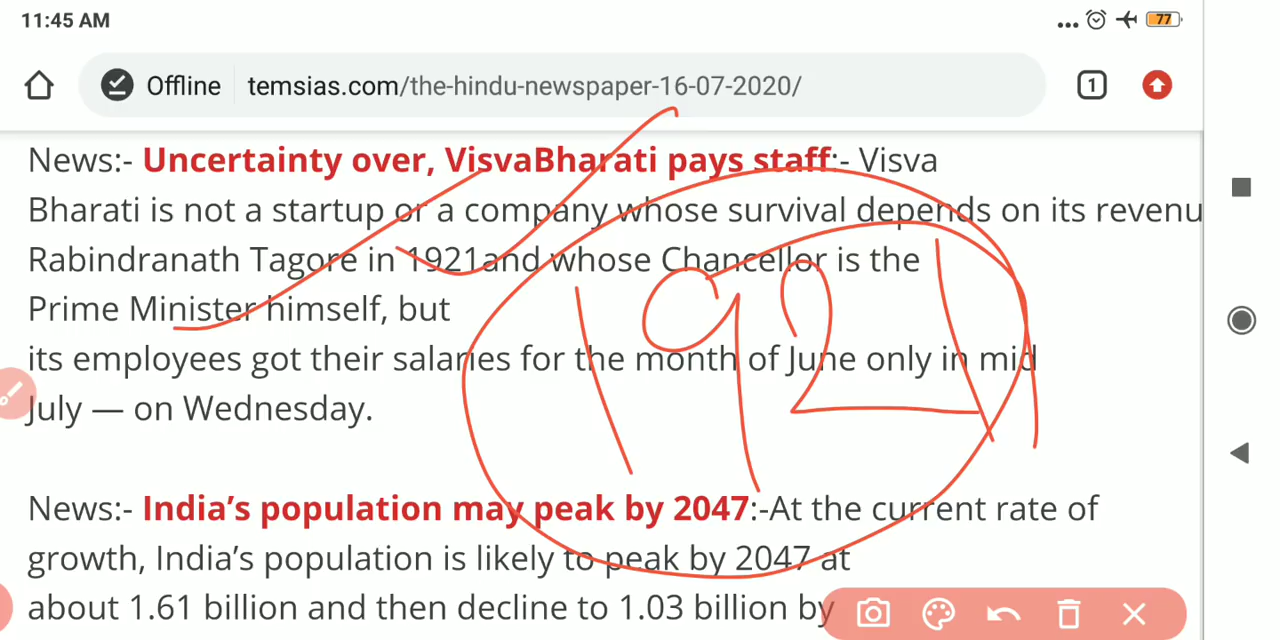 11:45 AM
77
Offline temsias.com/the-hindu-newspaper-16-07-2020/
1
News:- Uncertainty over, VisvaBharati pays staff:- Visva
Bharati is not a startup or a company whose survival depends on its revenu
Rabindranath Tagore in 1921and whose Chancellor is the
Prime Minister himself, but
its employees got their salaries for the month of June only in mid
July — on Wednesday.
1921
News:- India’s population may peak by 2047:-At the current rate of
growth, India’s population is likely to peak by 2047 at
about 1.61 billion and then decline to 1.03 billion by